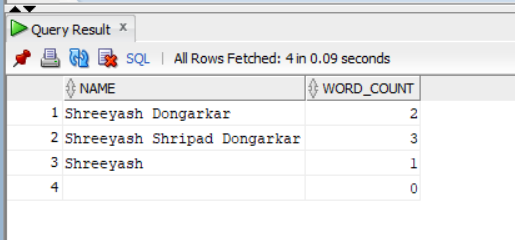 Query Result x
SQL | All Rows Fetched: 4 in 0.09 seconds
NAME WORD_COUNT
1 Shreeyash Dongarkar 2
2 Shreeyash Shripad Dongarkar 3
3 Shreeyash 1
4 0